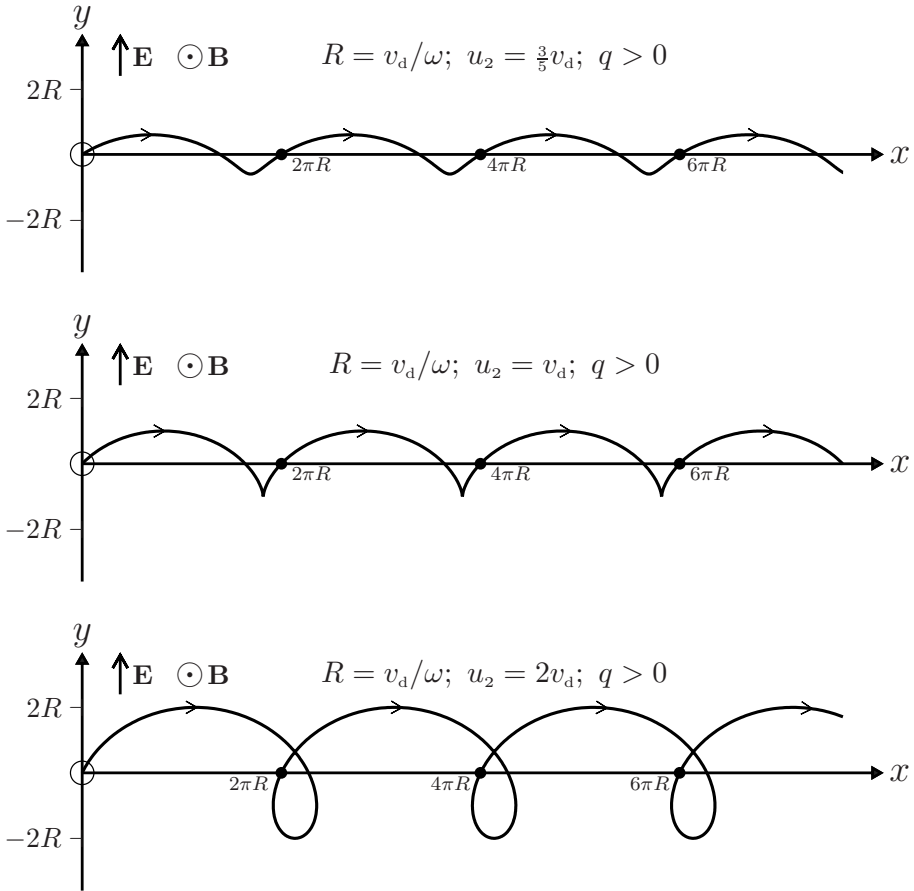 y
E ⊙ B R = v_d/ω; u_2 = 3/5 v_d; q > 0
2R
2πR 4πR 6πR x
−2R
y
E ⊙ B R = v_d/ω; u_2 = v_d; q > 0
2R
2πR 4πR 6πR x
−2R
y
E ⊙ B R = v_d/ω; u_2 = 2v_d; q > 0
2R
2πR 4πR 6πR x
−2R